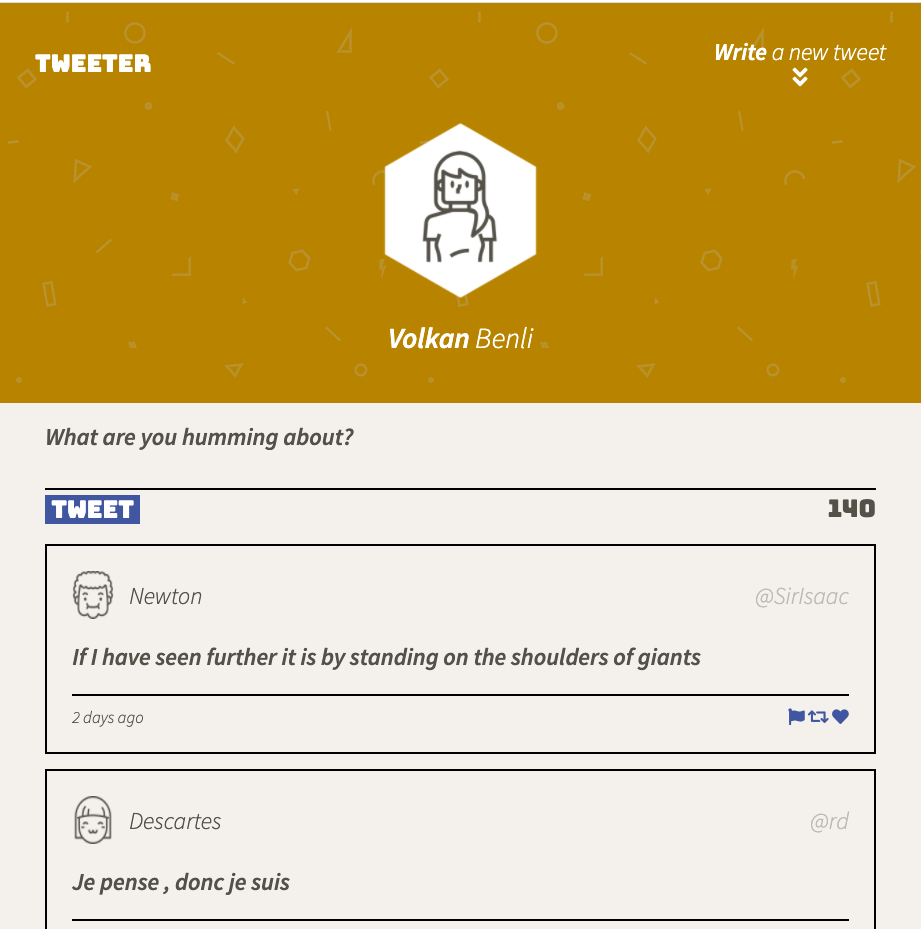 TWEETER
Write a new tweet
Volkan Benli
What are you humming about?
TWEET
140
Newton
@SirIsaac
If I have seen further it is by standing on the shoulders of giants
2 days ago
Descartes
@rd
Je pense , donc je suis